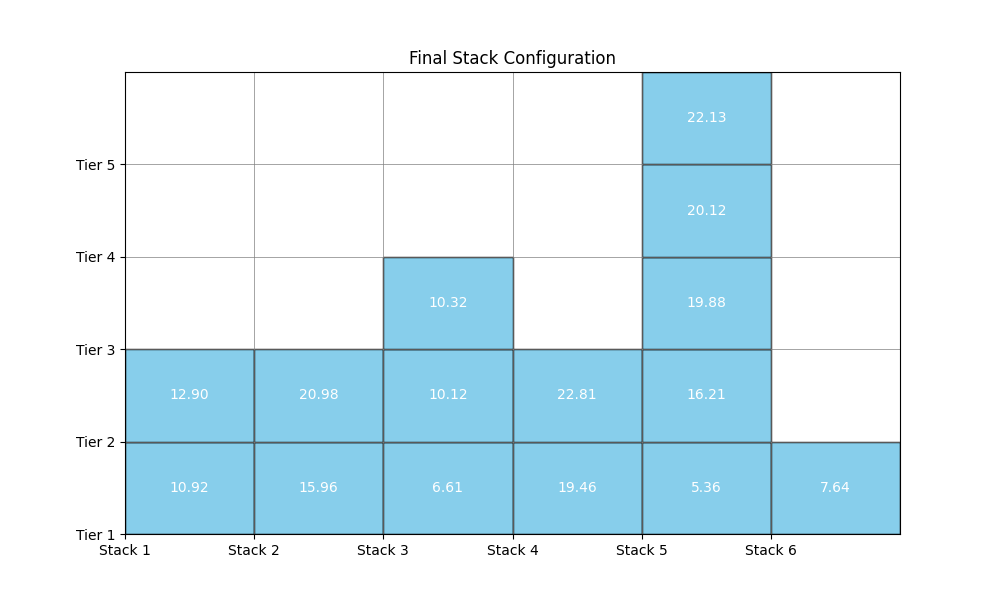 Final Stack Configuration
22.13
Tier 5
20.12
Tier 4
10.32 19.88
Tier 3
12.90 20.98 10.12 22.81 16.21
Tier 2
10.92 15.96 6.61 19.46 5.36 7.64
Tier 1
Stack 1 Stack 2 Stack 3 Stack 4 Stack 5 Stack 6